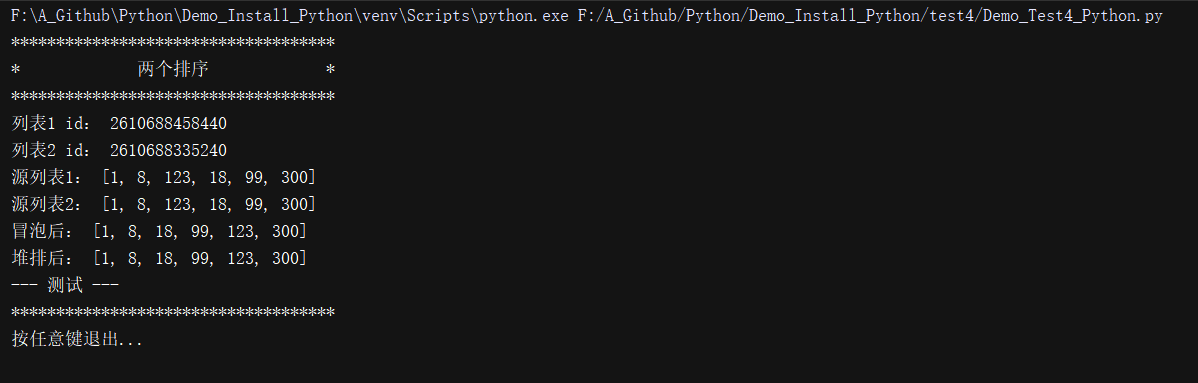 F:\A_Github\Python\Demo_Install_Python\venv\Scripts\python.exe F:/A_Github/Python/Demo_Install_Python/test4/Demo_Test4_Python.py
************************************
*             两个排序             *
************************************
列表1 id： 2610688458440
列表2 id： 2610688335240
源列表1： [1, 8, 123, 18, 99, 300]
源列表2： [1, 8, 123, 18, 99, 300]
冒泡后： [1, 8, 18, 99, 123, 300]
堆排后： [1, 8, 18, 99, 123, 300]
--- 测试 ---
************************************
按任意键退出...